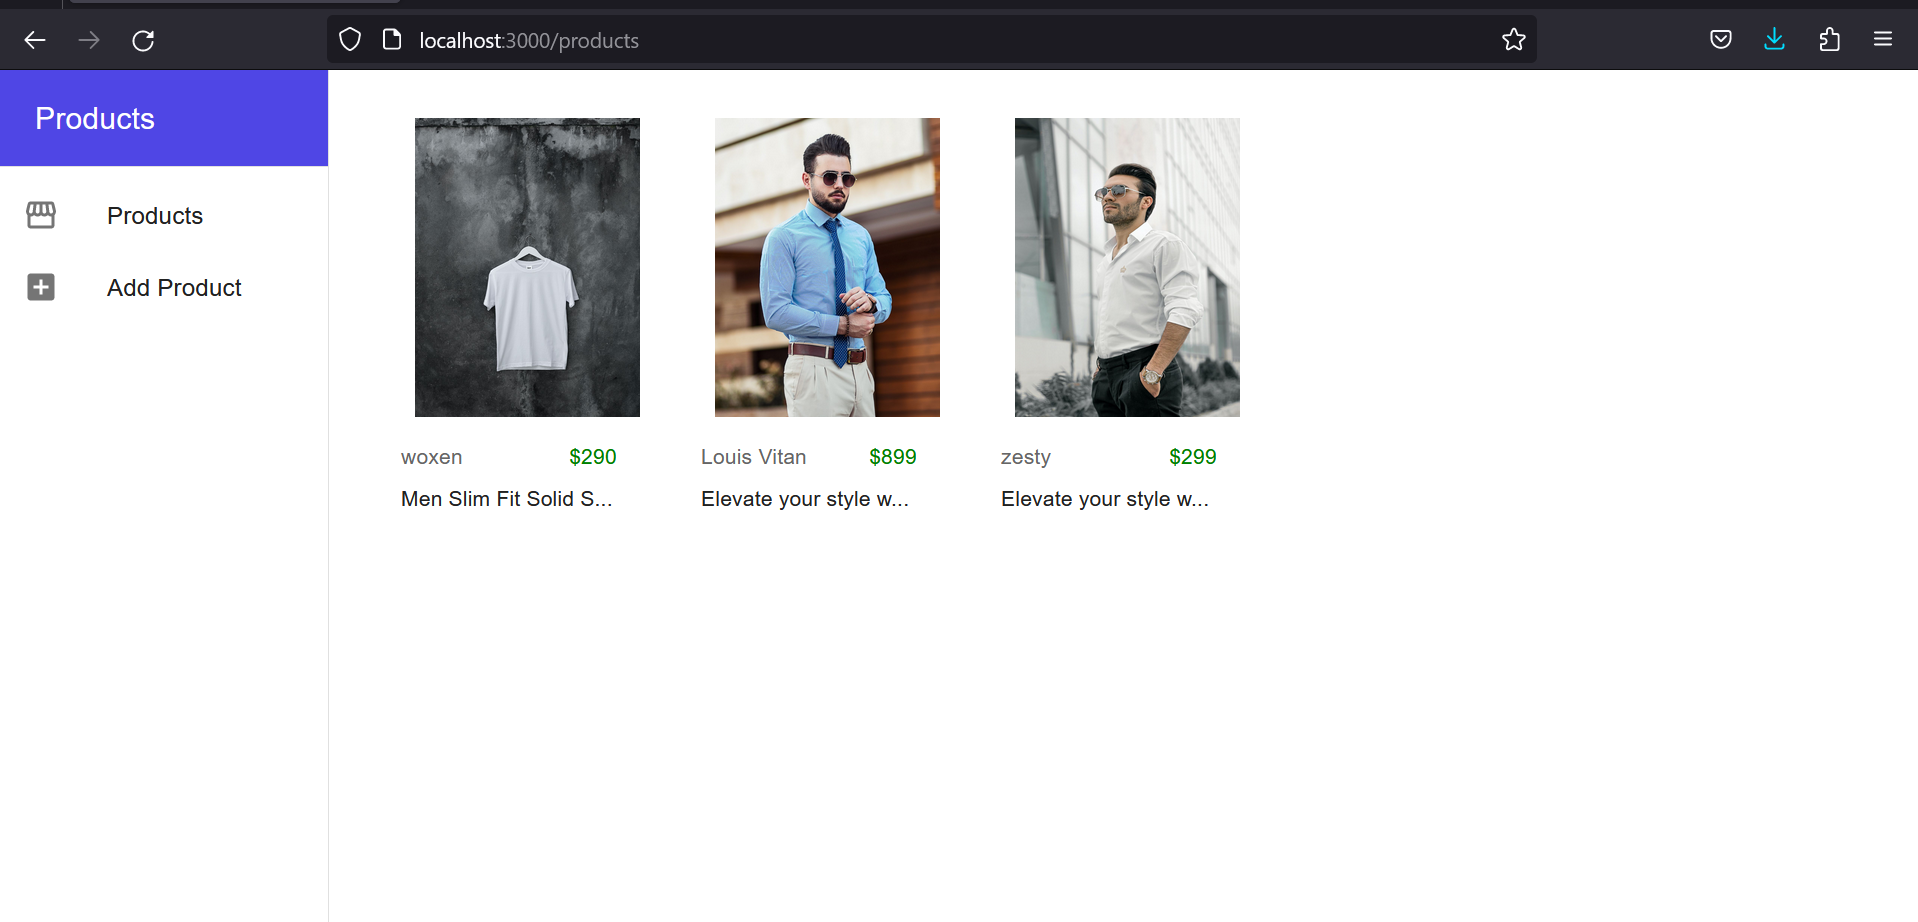 localhost:3000/products
Products
Products
Add Product
woxen $290
Men Slim Fit Solid S...
Louis Vitan $899
Elevate your style w...
zesty $299
Elevate your style w...